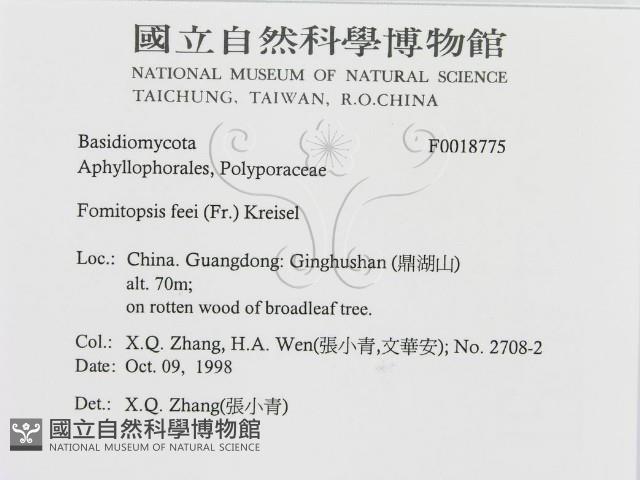 國立自然科學博物館
NATIONAL MUSEUM OF NATURAL SCIENCE
TAICHUNG, TAIWAN, R.O.CHINA
Basidiomycota F0018775
Aphyllophorales, Polyporaceae
Fomitopsis feei (Fr.) Kreisel
Loc.: China. Guangdong: Ginghushan (鼎湖山)
alt. 70m;
on rotten wood of broadleaf tree.
Col.: X.Q. Zhang, H.A. Wen(張小青,文華安); No. 2708-2
Date: Oct. 09, 1998
Det.: X.Q. Zhang(張小青)
國立自然科學博物館
NATIONAL MUSEUM OF NATURAL SCIENCE